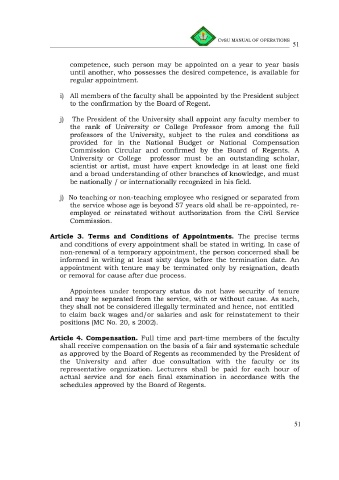 CvSU MANUAL OF OPERATIONS
51
competence, such person may be appointed on a year to year basis
until another, who possesses the desired competence, is available for
regular appointment.
i) All members of the faculty shall be appointed by the President subject
to the confirmation by the Board of Regent.
j) The President of the University shall appoint any faculty member to
the rank of University or College Professor from among the full
professors of the University, subject to the rules and conditions as
provided for in the National Budget or National Compensation
Commission Circular and confirmed by the Board of Regents. A
University or College professor must be an outstanding scholar,
scientist or artist, must have expert knowledge in at least one field
and a broad understanding of other branches of knowledge, and must
be nationally / or internationally recognized in his field.
j) No teaching or non-teaching employee who resigned or separated from
the service whose age is beyond 57 years old shall be re-appointed, re-
employed or reinstated without authorization from the Civil Service
Commission.
Article 3. Terms and Conditions of Appointments. The precise terms
and conditions of every appointment shall be stated in writing. In case of
non-renewal of a temporary appointment, the person concerned shall be
informed in writing at least sixty days before the termination date. An
appointment with tenure may be terminated only by resignation, death
or removal for cause after due process.
Appointees under temporary status do not have security of tenure
and may be separated from the service, with or without cause. As such,
they shall not be considered illegally terminated and hence, not entitled
to claim back wages and/or salaries and ask for reinstatement to their
positions (MC No. 20, s 2002).
Article 4. Compensation. Full time and part-time members of the faculty
shall receive compensation on the basis of a fair and systematic schedule
as approved by the Board of Regents as recommended by the President of
the University and after due consultation with the faculty or its
representative organization. Lecturers shall be paid for each hour of
actual service and for each final examination in accordance with the
schedules approved by the Board of Regents.
51